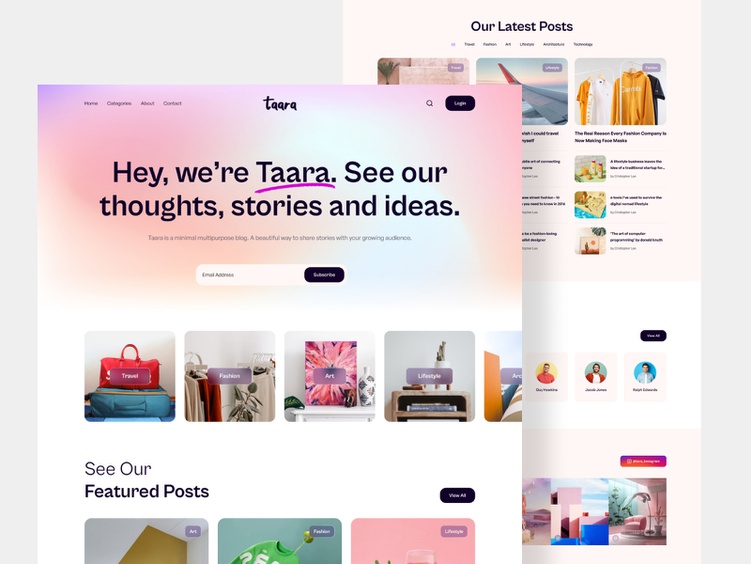 Our Latest Posts
All Travel Fashion Art Lifestyle Architecture Technology
Travel
Lifestyle
Fashion
The Real Reason Every Fashion Company Is
Now Making Face Masks
A lifestyle business leaves the
idea of a traditional startup for...
by Cristopher Lee
6 tools I've used to survive the
digital nomad lifestyle
by Cristopher Lee
"The art of computer
programming" by donald knuth
by Cristopher Lee
View All
Guy Hawkins
Jacob Jones
Ralph Edwards
Home Categories About Contact
taara
Login
Hey, we're Taara. See our
thoughts, stories and ideas.
Taara is a minimal multipurpose blog. A beautiful way to share stories with your growing audience.
Email Address
Subscribe
Travel
Fashion
Art
Lifestyle
See Our
Featured Posts
View All
Art
Fashion
Lifestyle